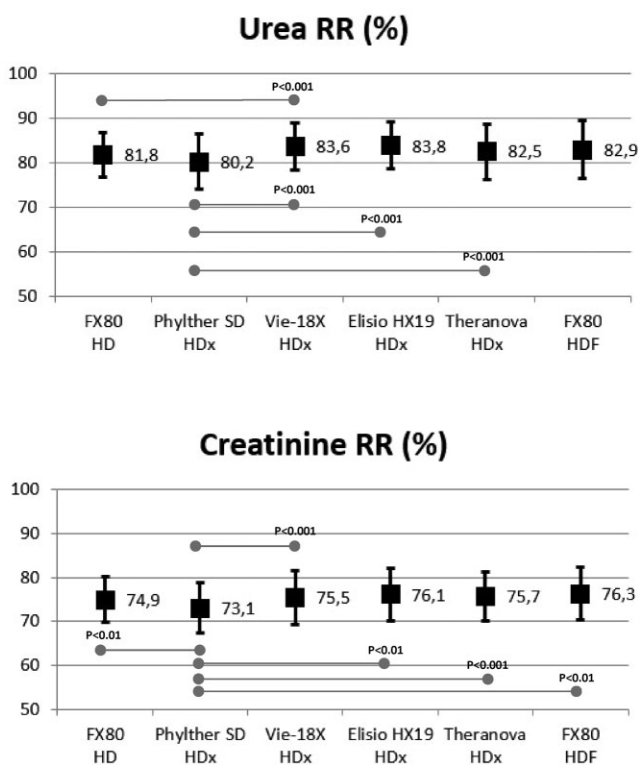 Urea RR (%)
100
90
80
70
60
50
P<0.001
81,8
80,2
83,6
83,8
82,5
82,9
P<0.001
P<0.001
P<0.001
FX80 Phylther SD Vie-18X Elisio HX19 Theranova FX80
HD HDx HDx HDx HDx HDF
Creatinine RR (%)
100
90
80
70
60
50
P<0.001
74,9
73,1
75,5
76,1
75,7
76,3
P<0.01
P<0.01
P<0.001
P<0.01
FX80 Phylther SD Vie-18X Elisio HX19 Theranova FX80
HD HDx HDx HDx HDx HDF